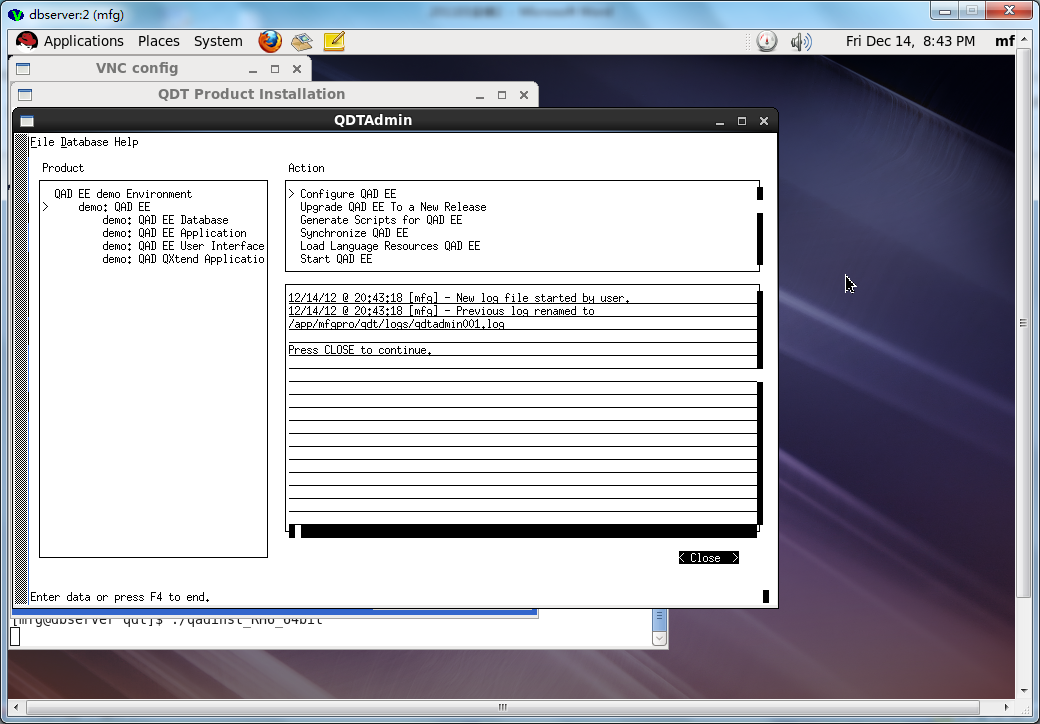 dbserver:2 (mfg)
Applications Places System Fri Dec 14, 8:43 PM mf
VNC config
QDT Product Installation
QDTAdmin
File Database Help
Product
QAD EE demo Environment
> demo: QAD EE
demo: QAD EE Database
demo: QAD EE Application
demo: QAD EE User Interface
demo: QAD QXtend Applicatio
Action
> Configure QAD EE
Upgrade QAD EE To a New Release
Generate Scripts for QAD EE
Synchronize QAD EE
Load Language Resources QAD EE
Start QAD EE
12/14/12 @ 20:43:18 [mfg] - New log file started by user.
12/14/12 @ 20:43:18 [mfg] - Previous log renamed to
/app/mfgpro/qdt/logs/qdtadmin001.log
Press CLOSE to continue.
< Close >
Enter data or press F4 to end.
[mfg@dbserver qdt]$ ./qadinst_RH6_64bit